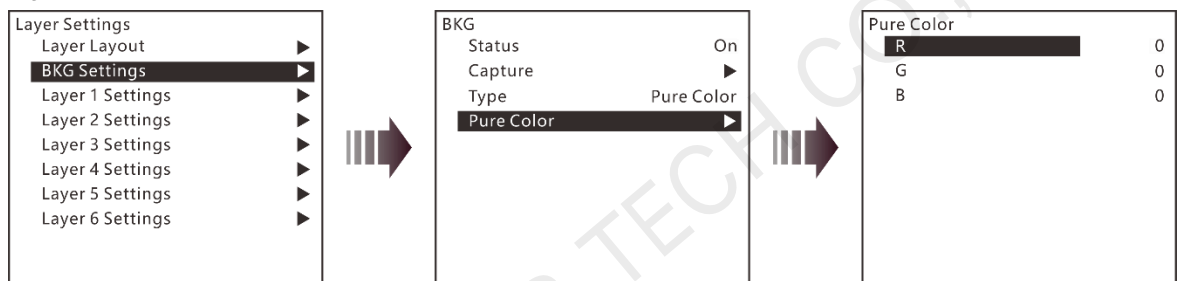 Layer Settings
Layer Layout
BKG Settings
Layer 1 Settings
Layer 2 Settings
Layer 3 Settings
Layer 4 Settings
Layer 5 Settings
Layer 6 Settings
BKG
Status On
Capture
Type Pure Color
Pure Color
Pure Color
R 0
G 0
B 0
TECH CO.,